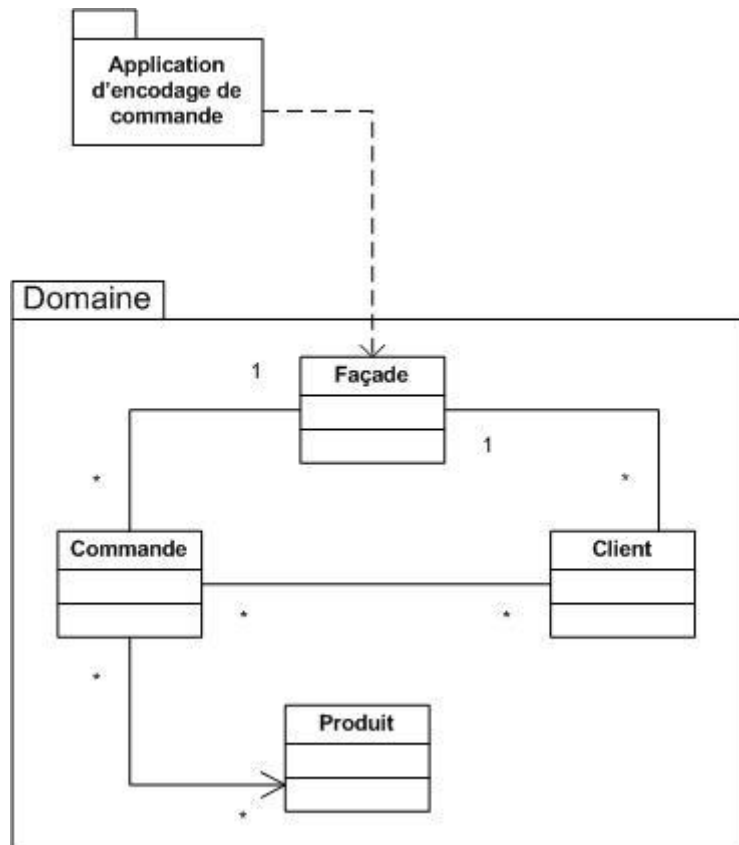 Application
d'encodage de
commande
Domaine
Façade
1
1
*
*
Commande
Client
*
*
*
Produit
*